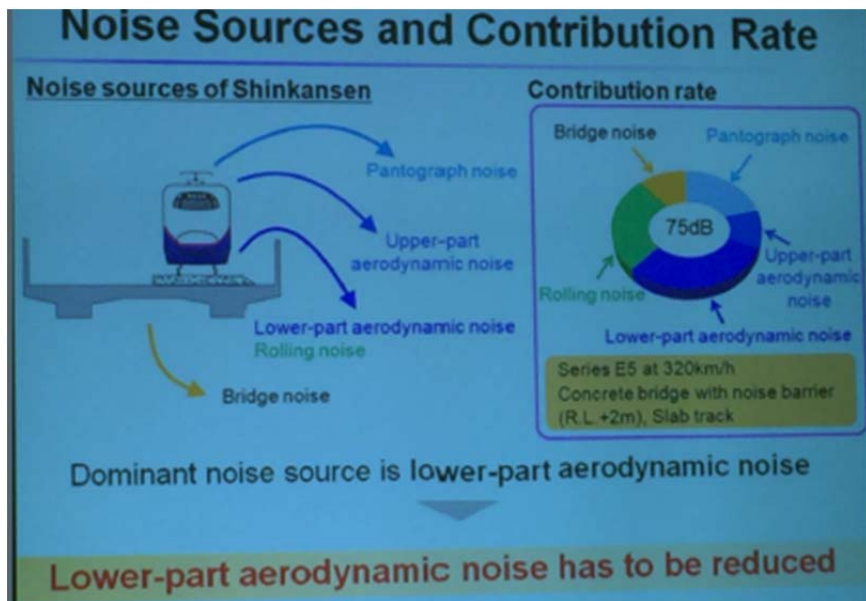 Noise Sources and Contribution Rate
Noise sources of Shinkansen
Pantograph noise
Upper-part
aerodynamic noise
Lower-part aerodynamic noise
Rolling noise
Bridge noise
Contribution rate
Bridge noise
Pantograph noise
75dB
Upper-part
aerodynamic
noise
Rolling noise
Lower-part aerodynamic noise
Series E5 at 320km/h
Concrete bridge with noise barrier
(R.L.+2m), Slab track
Dominant noise source is lower-part aerodynamic noise
Lower-part aerodynamic noise has to be reduced